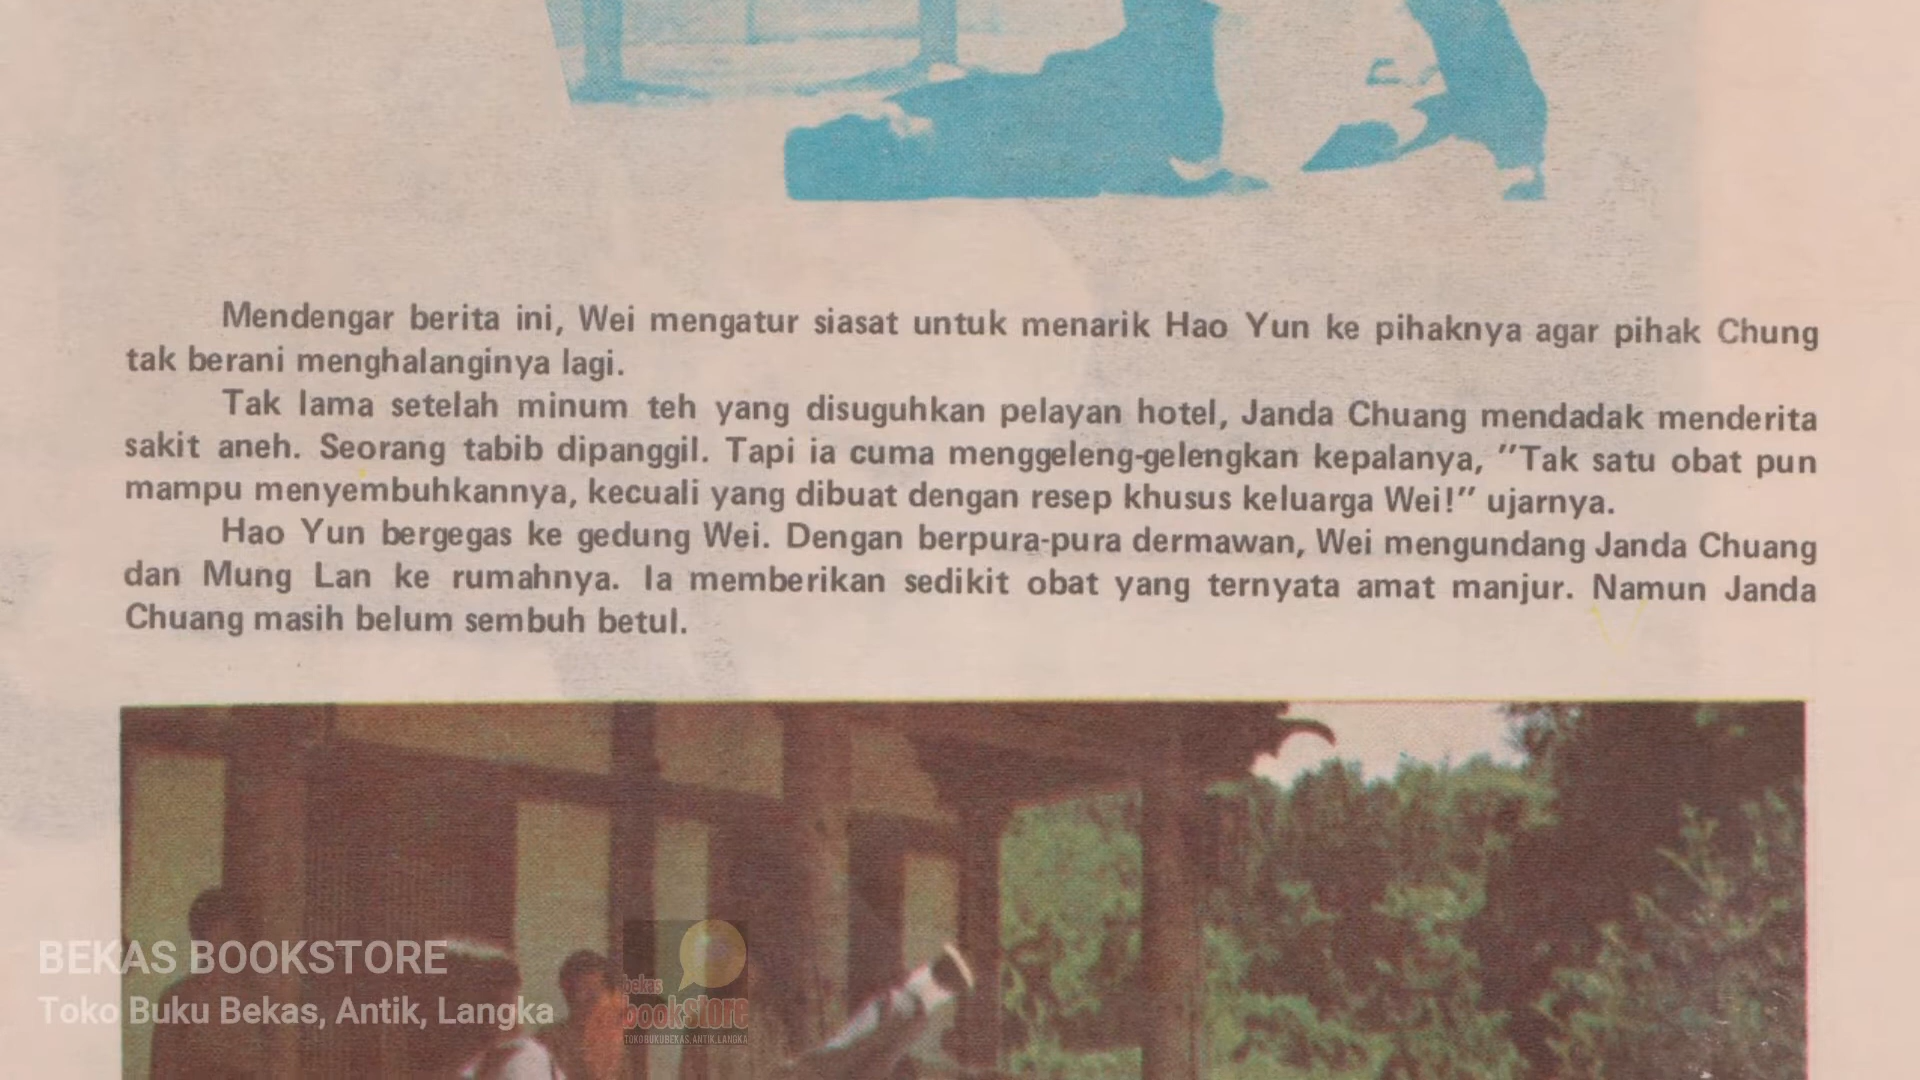 Mendengar berita ini, Wei mengatur siasat untuk menarik Hao Yun ke pihaknya agar pihak Chung
tak berani menghalanginya lagi.
Tak lama setelah minum teh yang disuguhkan pelayan hotel, Janda Chuang mendadak menderita
sakit aneh. Seorang tabib dipanggil. Tapi ia cuma menggeleng-gelengkan kepalanya, "Tak satu obat pun
mampu menyembuhkannya, kecuali yang dibuat dengan resep khusus keluarga Wei!" ujarnya.
Hao Yun bergegas ke gedung Wei. Dengan berpura-pura dermawan, Wei mengundang Janda Chuang
dan Mung Lan ke rumahnya. Ia memberikan sedikit obat yang ternyata amat manjur. Namun Janda
Chuang masih belum sembuh betul.
BEKAS BOOKSTORE
Toko Buku Bekas, Antik, Langka
bekas
bookstore
TOKOBUKUBEKAS.ANTIK.LANGKA